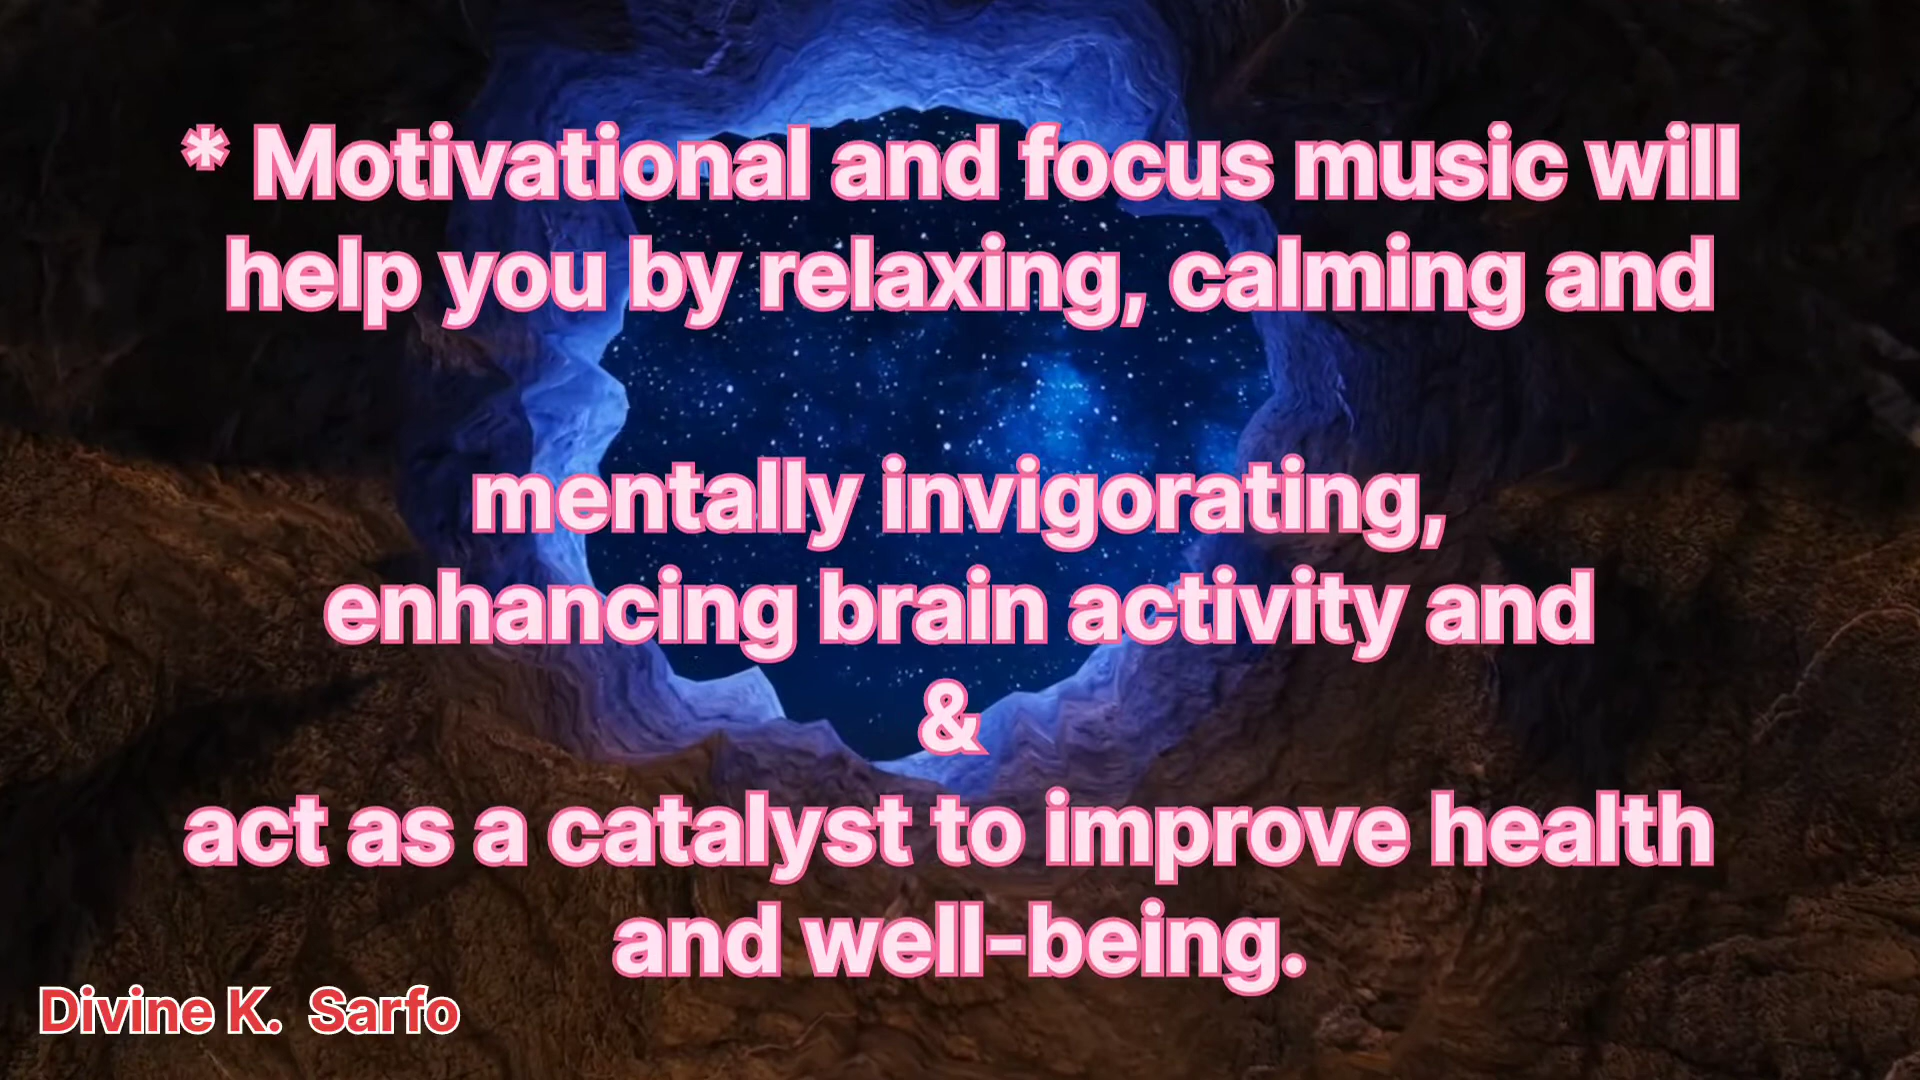 * Motivational and focus music will
help you by relaxing, calming and
mentally invigorating,
enhancing brain activity and
&
act as a catalyst to improve health
and well-being.
Divine K. Sarfo